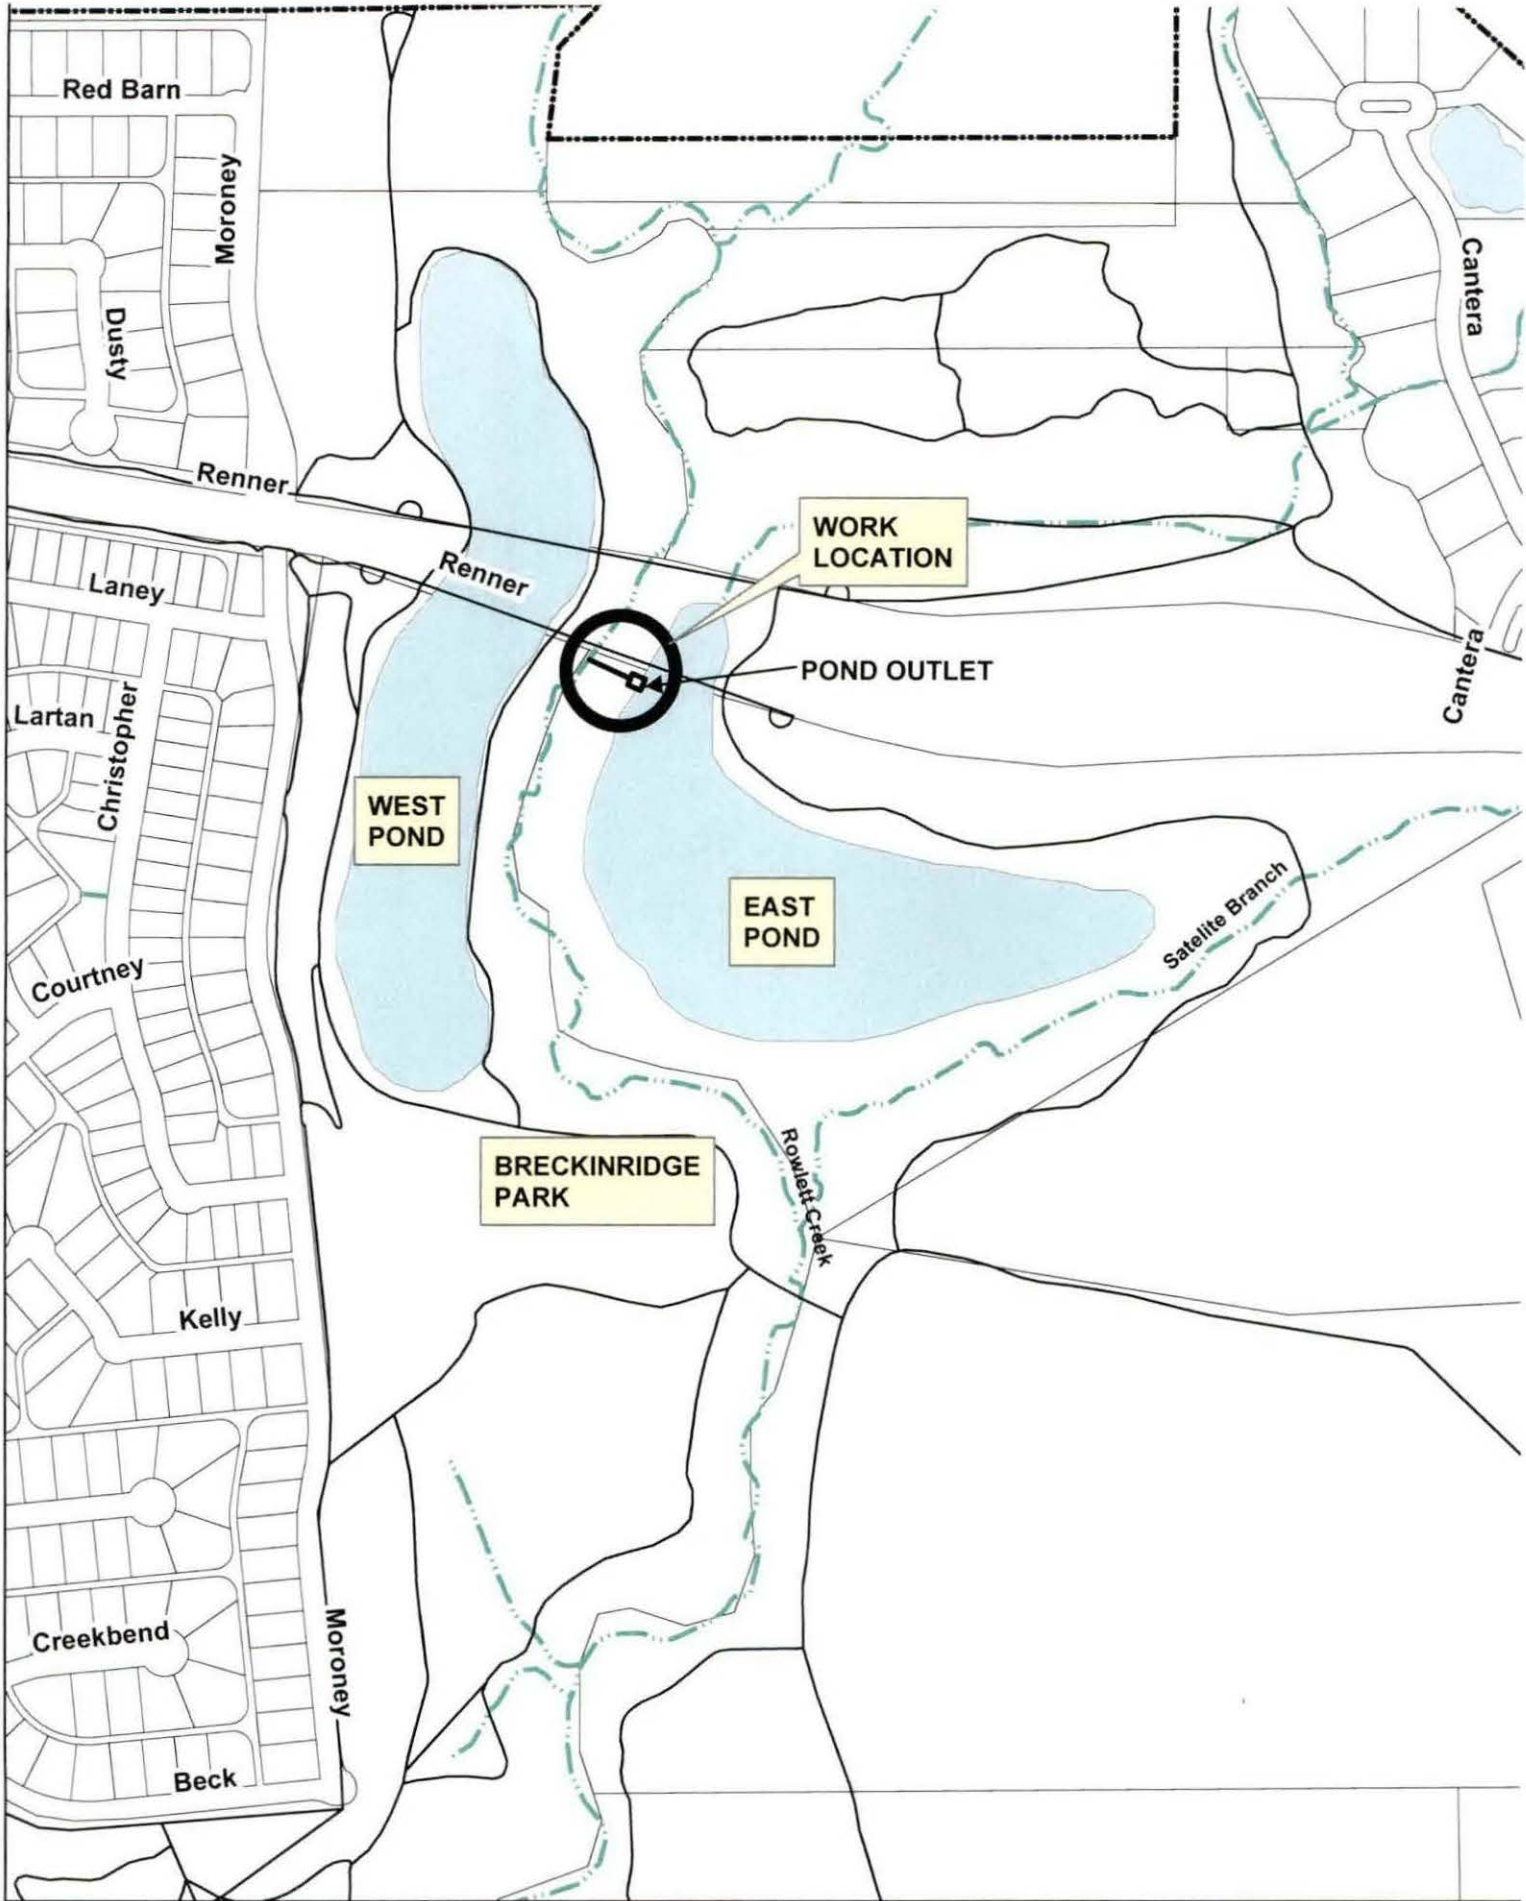 Red Barn
Moroney
Cantera
Dusty
Renner
WORK
LOCATION
Renner
Laney
POND OUTLET
Cantera
Lartan
Christopher
WEST
POND
EAST
POND
Satelite Branch
Courtney
BRECKINRIDGE
PARK
Rowlett Creek
Kelly
Creekbend
Moroney
Beck